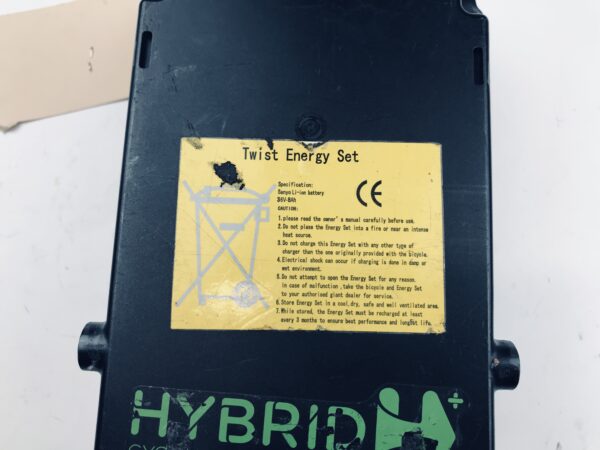 Twist Energy Set
Specification:
Sanyo Li-ion battery
36V-8Ah
CAUTION:
CE
1.please read the owner's manual carefully before use.
2.Do not place the Energy Set into a fire or near an intense
heat source.
3.Do not charge this Energy Set with any other type of
charger than the one originally provided with the bicycle.
4.Electrical shock can occur if charging is done in damp or
wet environment.
5.Do not attempt to open the Energy Set for any reason.
in case of malfunction ,take the bicycle and Energy Set
to your authorised giant dealer for service.
6.Store Energy Set in a cool,dry, safe and well ventilated area.
7.While stored, the Energy Set must be recharged at least
every 3 months to ensure best performance and longest life.
HYBRID